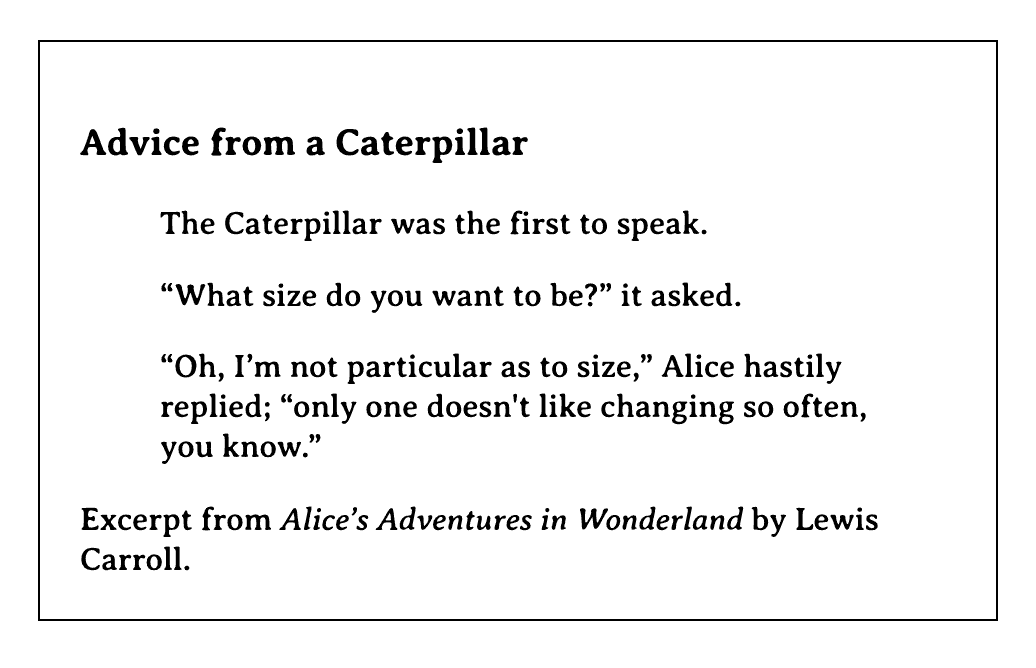 Advice from a Caterpillar
The Caterpillar was the first to speak.
“What size do you want to be?” it asked.
“Oh, I’m not particular as to size,” Alice hastily
replied; “only one doesn't like changing so often,
you know.”
Excerpt from Alice’s Adventures in Wonderland by Lewis
Carroll.